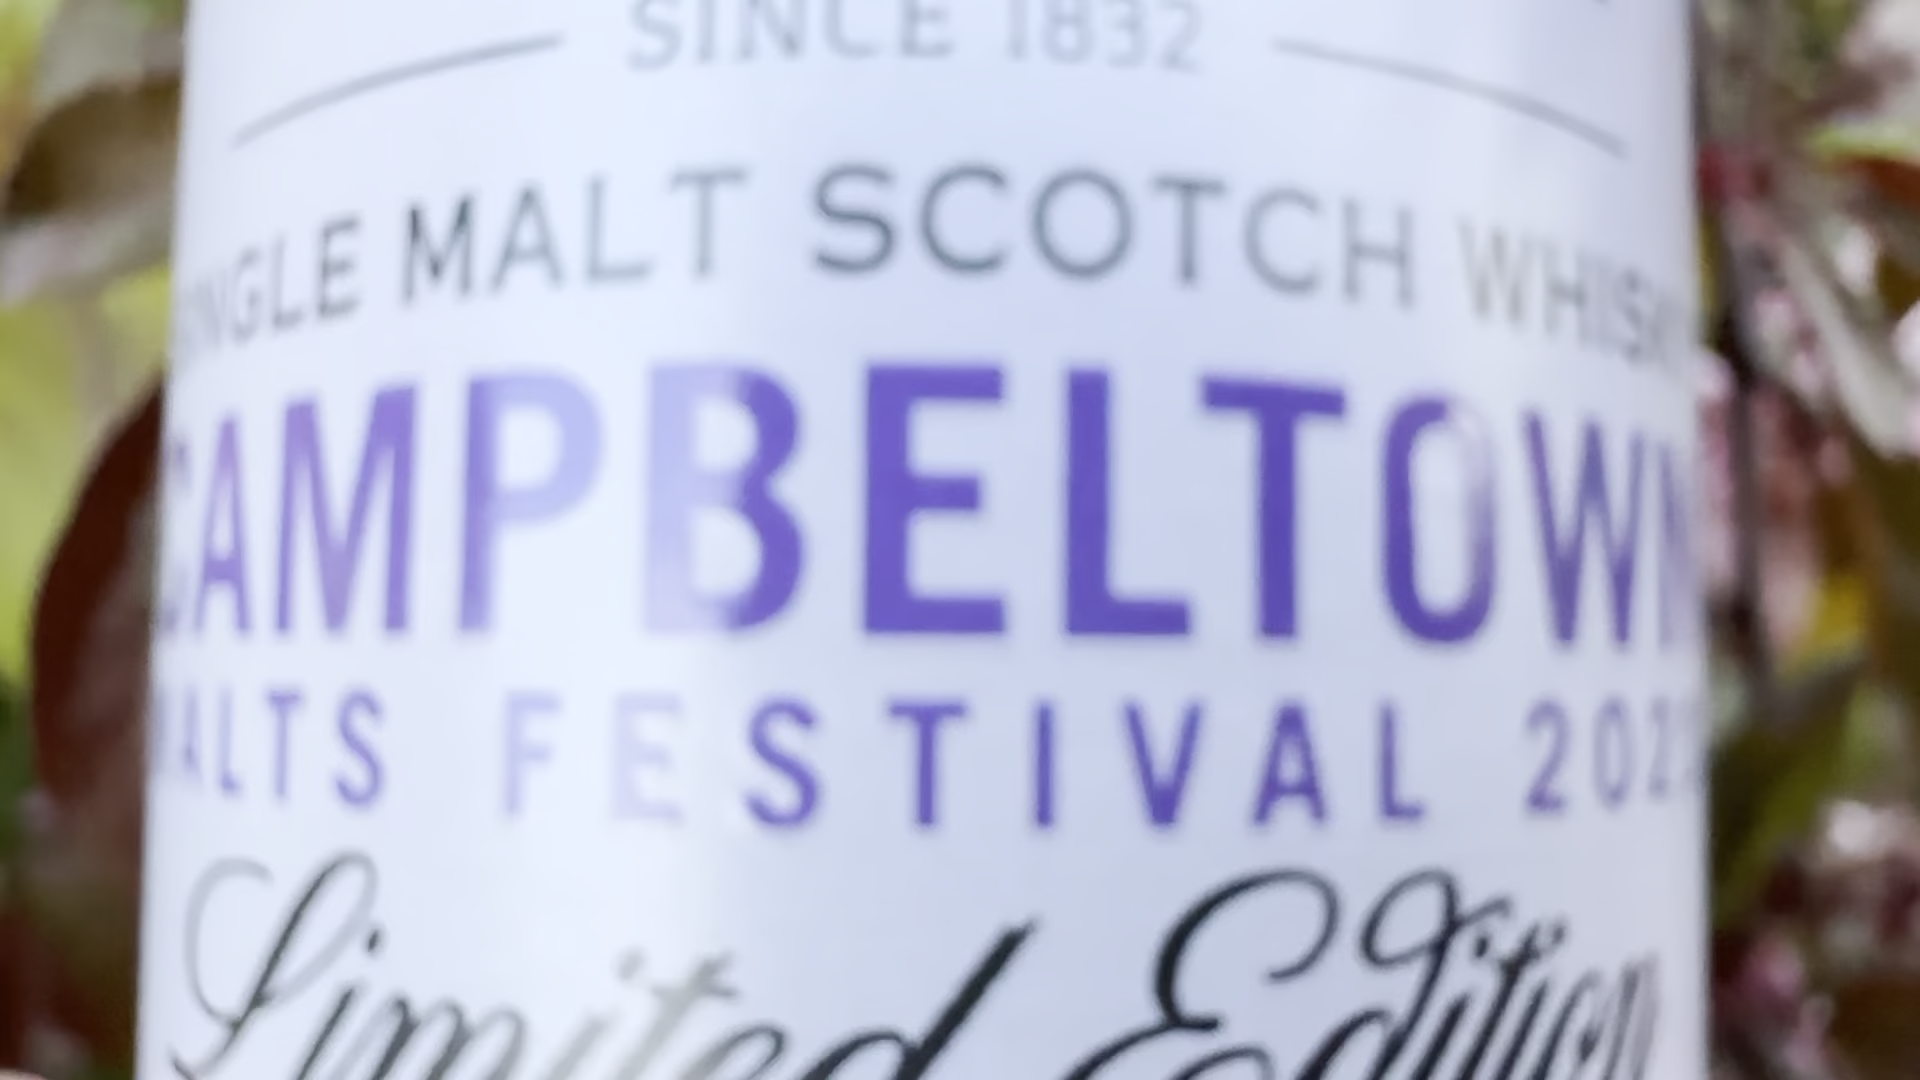 SINCE 1832
SINGLE MALT SCOTCH WHISKY
CAMPBELTOWN
MALTS FESTIVAL
Limited Edition